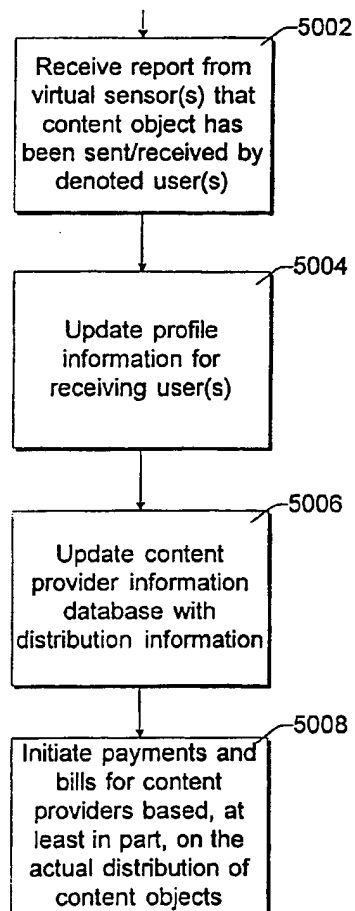 5002
Receive report from
virtual sensor(s) that
content object has
been sent/received by
denoted user(s)
5004
Update profile
information for
receiving user(s)
5006
Update content
provider information
database with
distribution information
5008
Initiate payments and
bills for content
providers based, at
least in part, on the
actual distribution of
content objects